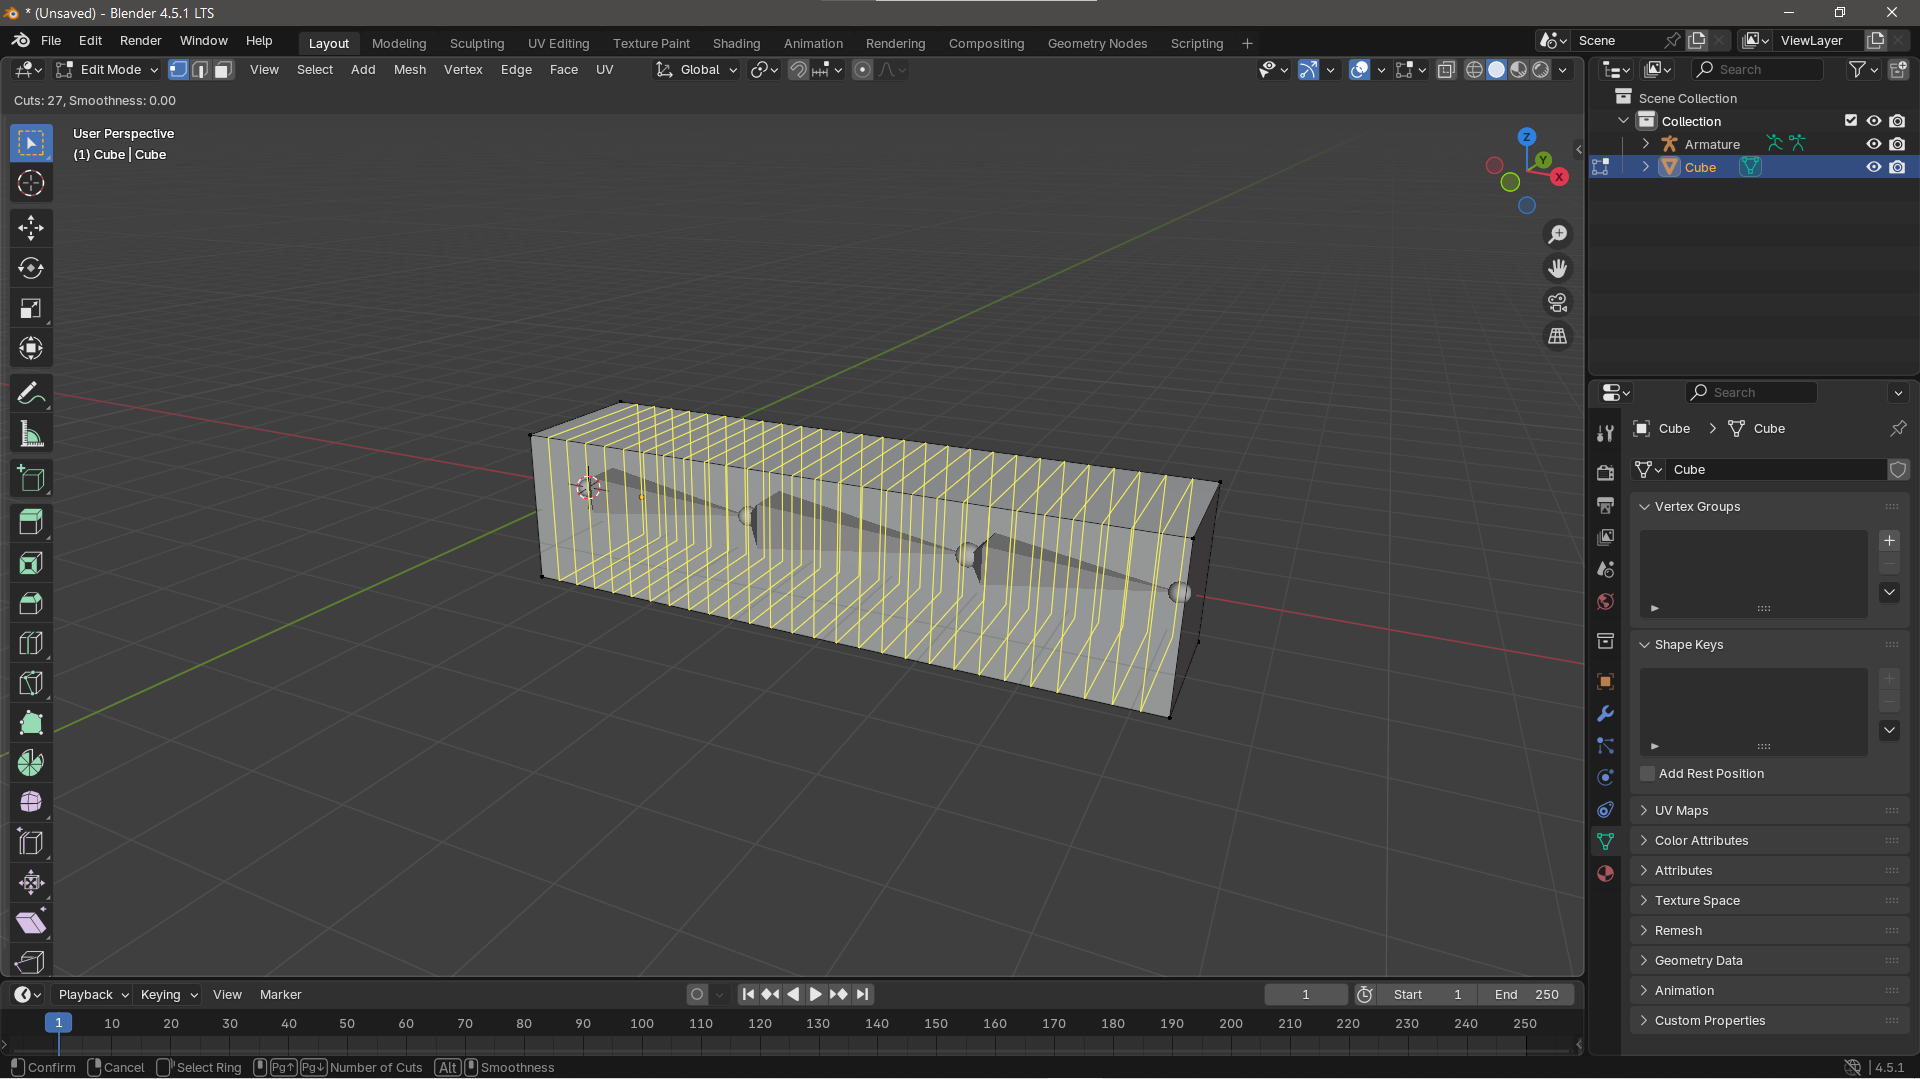 * (Unsaved) - Blender 4.5.1 LTS
File Edit Render Window Help Layout Modeling Sculpting UV Editing Texture Paint Shading Animation Rendering Compositing Geometry Nodes Scripting + Scene ViewLayer
Edit Mode View Select Add Mesh Vertex Edge Face UV Global Search
Cuts: 27, Smoothness: 0.00
Scene Collection
Collection
Armature
Cube
User Perspective
(1) Cube | Cube
Z
Y
X
Search
Cube > Cube
Cube
Vertex Groups
Shape Keys
Add Rest Position
UV Maps
Color Attributes
Attributes
Texture Space
Remesh
Geometry Data
Animation
Custom Properties
Playback Keying View Marker 1 Start 1 End 250
1 10 20 30 40 50 60 70 80 90 100 110 120 130 140 150 160 170 180 190 200 210 220 230 240 250
Confirm Cancel Select Ring Pg↑ Pg↓ Number of Cuts Alt Smoothness 4.5.1